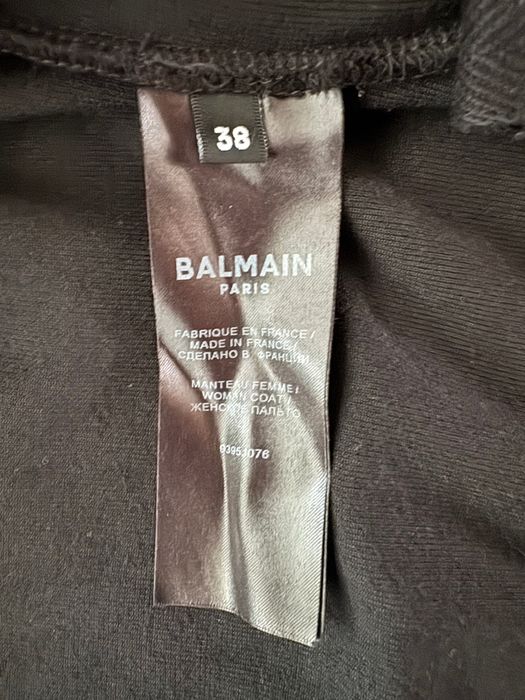 38
BALMAIN
PARIS
FABRIQUE EN FRANCE /
MADE IN FRANCE /
СДЕЛАНО В ФРАНЦИИ
MANTEAU FEMME /
WOMAN COAT /
ЖЕНСКОЕ ПАЛЬТО